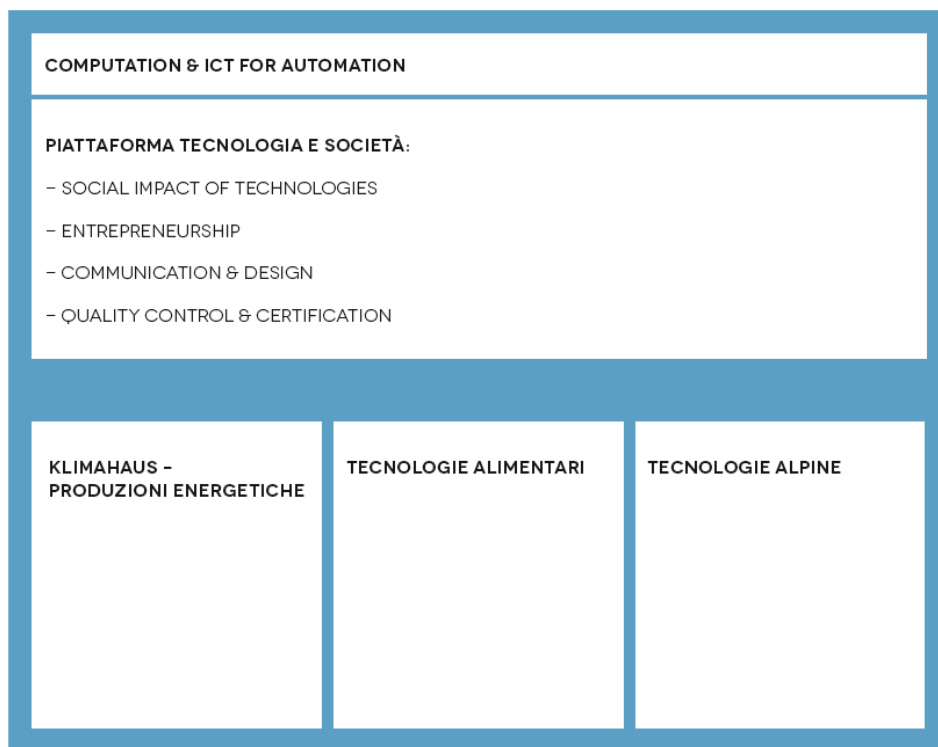 COMPUTATION & ICT FOR AUTOMATION
PIATTAFORMA TECNOLOGIA E SOCIETÀ:
– SOCIAL IMPACT OF TECHNOLOGIES
– ENTREPRENEURSHIP
– COMMUNICATION & DESIGN
– QUALITY CONTROL & CERTIFICATION
KLIMAHAUS –
PRODUZIONI ENERGETICHE
TECNOLOGIE ALIMENTARI
TECNOLOGIE ALPINE